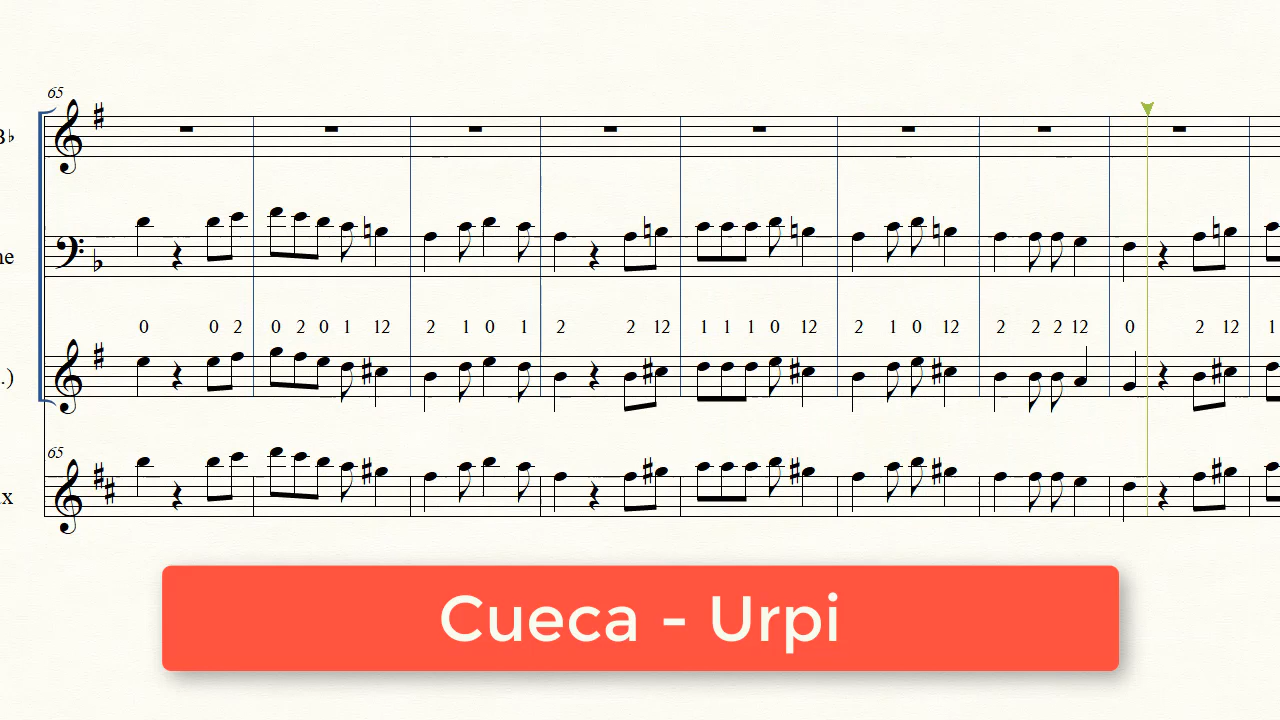 65
B♭
ne
0 0 2 0 2 0 1 12 2 1 0 1 2 2 12 1 1 1 0 12 2 1 0 12 2 2 2 12 0 2 12 1
.)
65
x
Cueca - Urpi